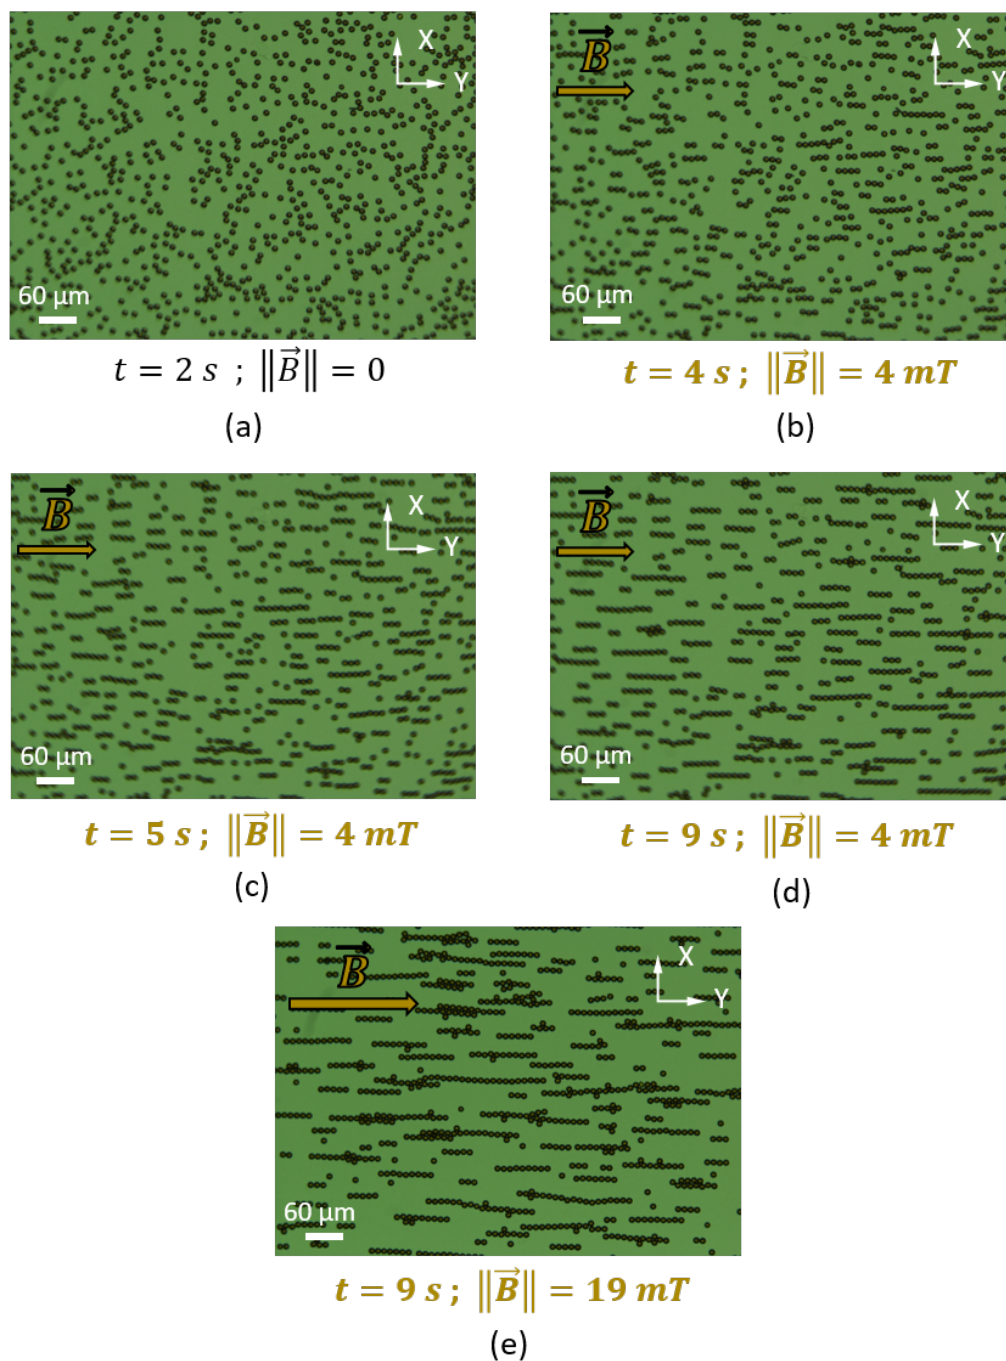 X
Y
60 µm
t = 2 s ; ‖B⃗‖ = 0
(a)
B⃗
X
Y
60 µm
t = 4 s ; ‖B⃗‖ = 4 mT
(b)
B⃗
X
Y
60 µm
t = 5 s ; ‖B⃗‖ = 4 mT
(c)
B⃗
X
Y
60 µm
t = 9 s ; ‖B⃗‖ = 4 mT
(d)
B⃗
X
Y
60 µm
t = 9 s ; ‖B⃗‖ = 19 mT
(e)